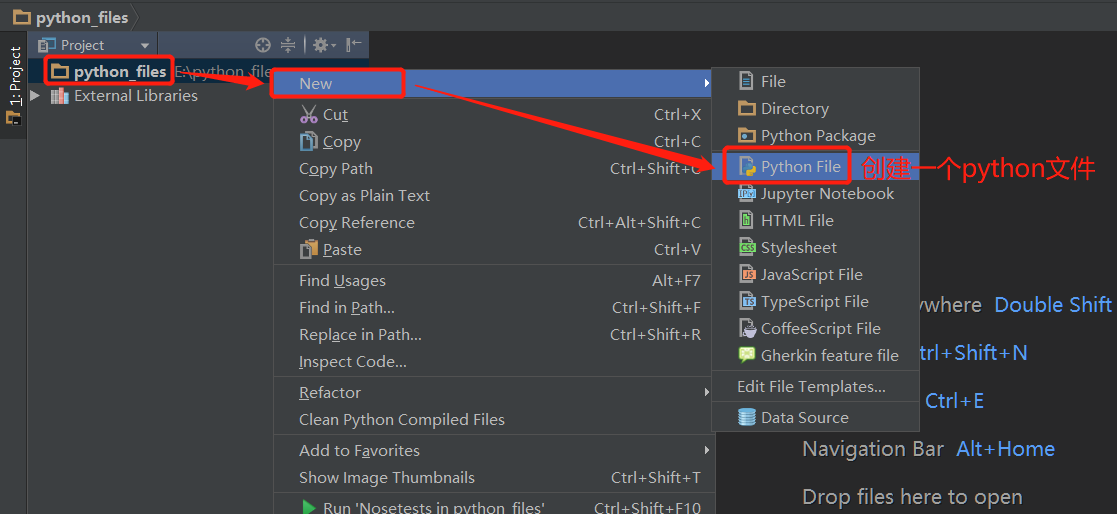 python_files
Project
1: Project
python_files E:\python_file
External Libraries
New
Cut Ctrl+X
Copy Ctrl+C
Copy Path Ctrl+Shift+C
Copy as Plain Text
Copy Reference Ctrl+Alt+Shift+C
Paste Ctrl+V
Find Usages Alt+F7
Find in Path... Ctrl+Shift+F
Replace in Path... Ctrl+Shift+R
Inspect Code...
Refactor
Clean Python Compiled Files
Add to Favorites
Show Image Thumbnails Ctrl+Shift+T
Run 'Nosetests in python_files' Ctrl+Shift+F10
File
Directory
Python Package
Python File
创建一个python文件
Jupyter Notebook
HTML File
Stylesheet
JavaScript File
TypeScript File
CoffeeScript File
Gherkin feature file
Edit File Templates...
Data Source
ywhere Double Shift
trl+Shift+N
Ctrl+E
Navigation Bar Alt+Home
Drop files here to open